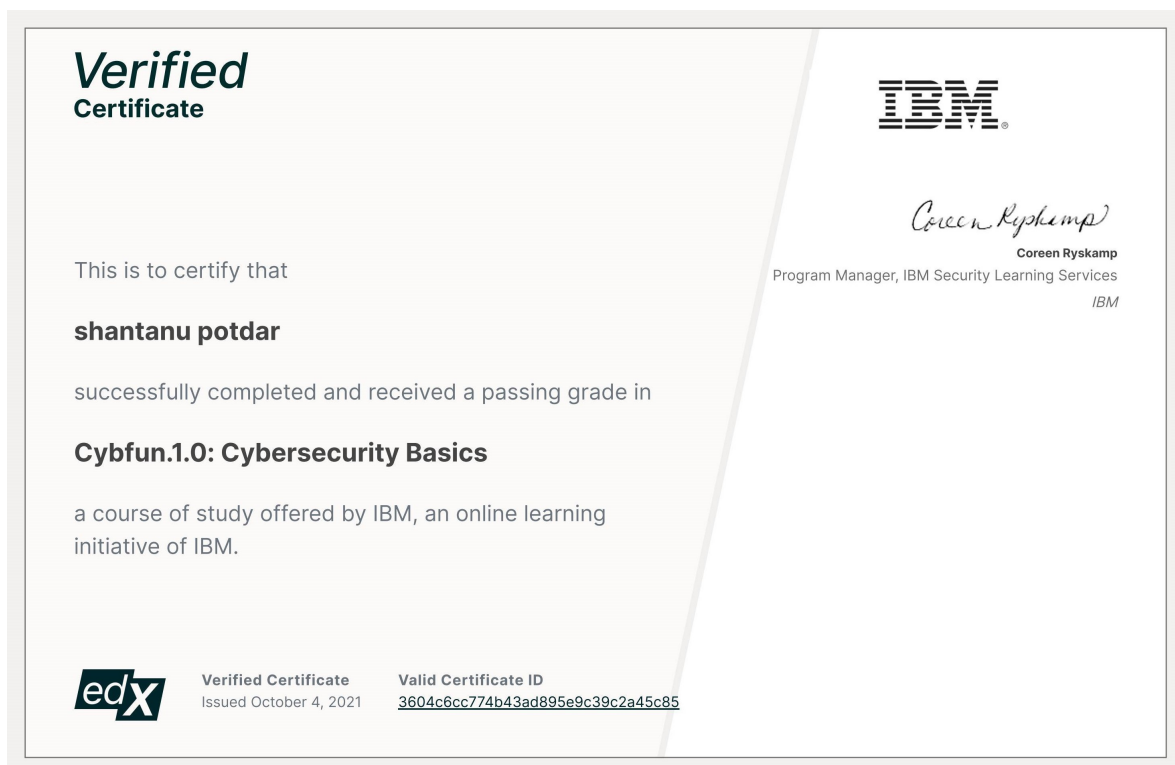 Verified
Certificate
IBM®
Coreen Ryskamp
Coreen Ryskamp
Program Manager, IBM Security Learning Services
IBM
This is to certify that
shantanu potdar
successfully completed and received a passing grade in
Cybfun.1.0: Cybersecurity Basics
a course of study offered by IBM, an online learning
initiative of IBM.
edX
Verified Certificate
Issued October 4, 2021
Valid Certificate ID
3604c6cc774b43ad895e9c39c2a45c85